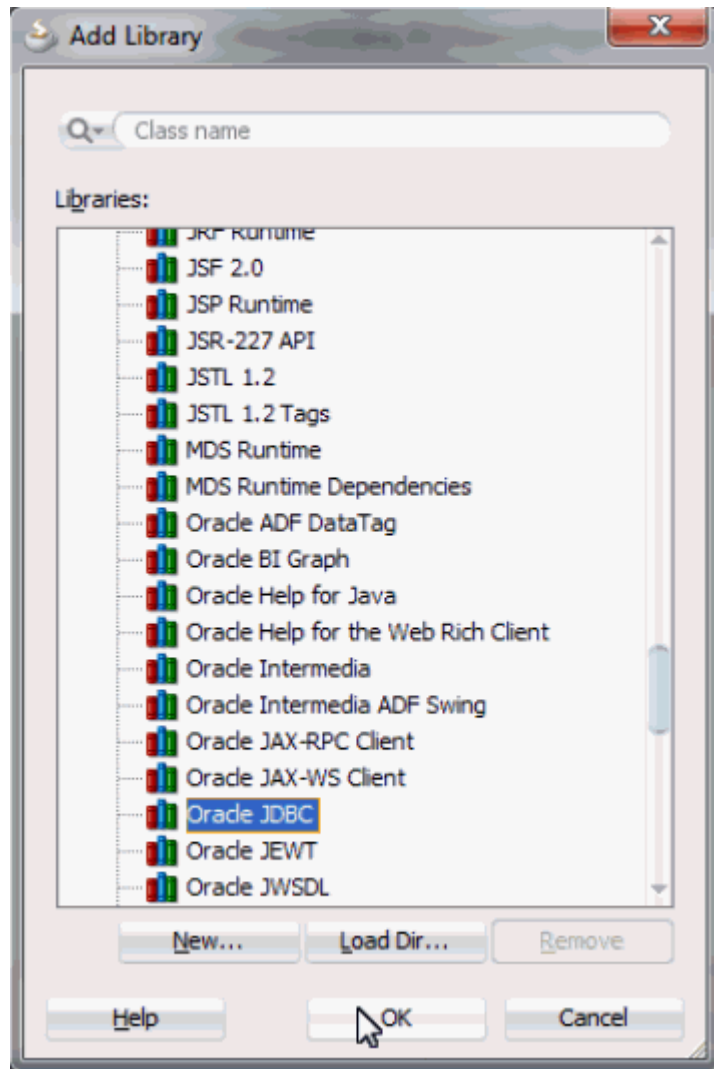 Add Library
Class name
Libraries:
JRF Runtime
JSF 2.0
JSP Runtime
JSR-227 API
JSTL 1.2
JSTL 1.2 Tags
MDS Runtime
MDS Runtime Dependencies
Oracle ADF DataTag
Oracle BI Graph
Oracle Help for Java
Oracle Help for the Web Rich Client
Oracle Intermedia
Oracle Intermedia ADF Swing
Oracle JAX-RPC Client
Oracle JAX-WS Client
Oracle JDBC
Oracle JEWT
Oracle JWSDL
New... Load Dir... Remove
Help OK Cancel